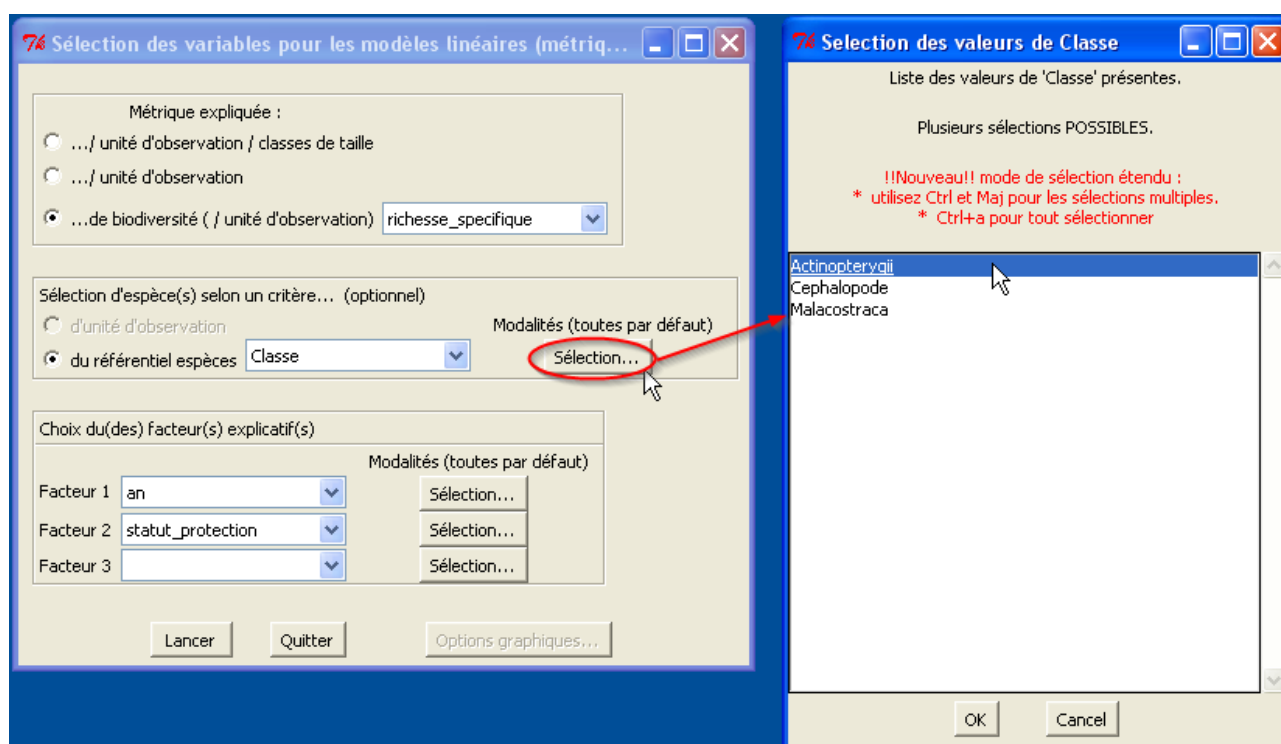 Sélection des variables pour les modèles linéaires (métriq...
Métrique expliquée :
.../ unité d'observation / classes de taille
.../ unité d'observation
...de biodiversité ( / unité d'observation) richesse_specifique
Sélection d'espèce(s) selon un critère... (optionnel)
d'unité d'observation
Modalités (toutes par défaut)
du référentiel espèces Classe Sélection...
Choix du(des) facteur(s) explicatif(s)
Modalités (toutes par défaut)
Facteur 1 an Sélection...
Facteur 2 statut_protection Sélection...
Facteur 3 Sélection...
Lancer Quitter Options graphiques...
Selection des valeurs de Classe
Liste des valeurs de 'Classe' présentes.
Plusieurs sélections POSSIBLES.
!!Nouveau!! mode de sélection étendu :
* utilisez Ctrl et Maj pour les sélections multiples.
* Ctrl+a pour tout sélectionner
Actinopterygii
Cephalopode
Malacostraca
OK Cancel